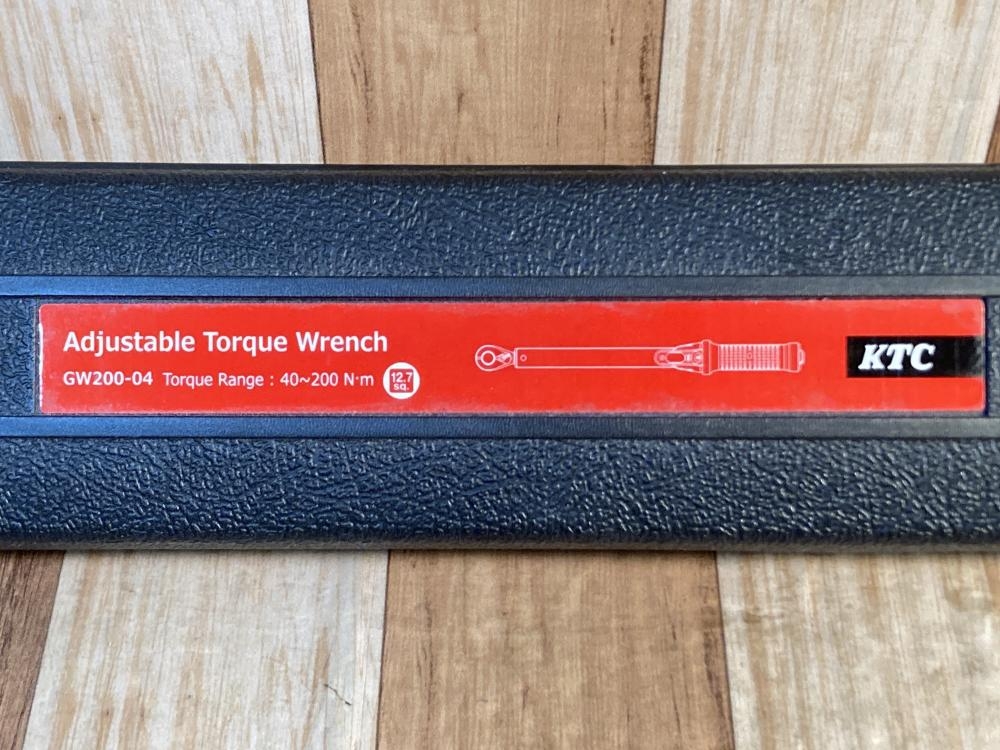 Adjustable Torque Wrench
GW200-04 Torque Range : 40~200 N·m
12.7
sq.
KTC